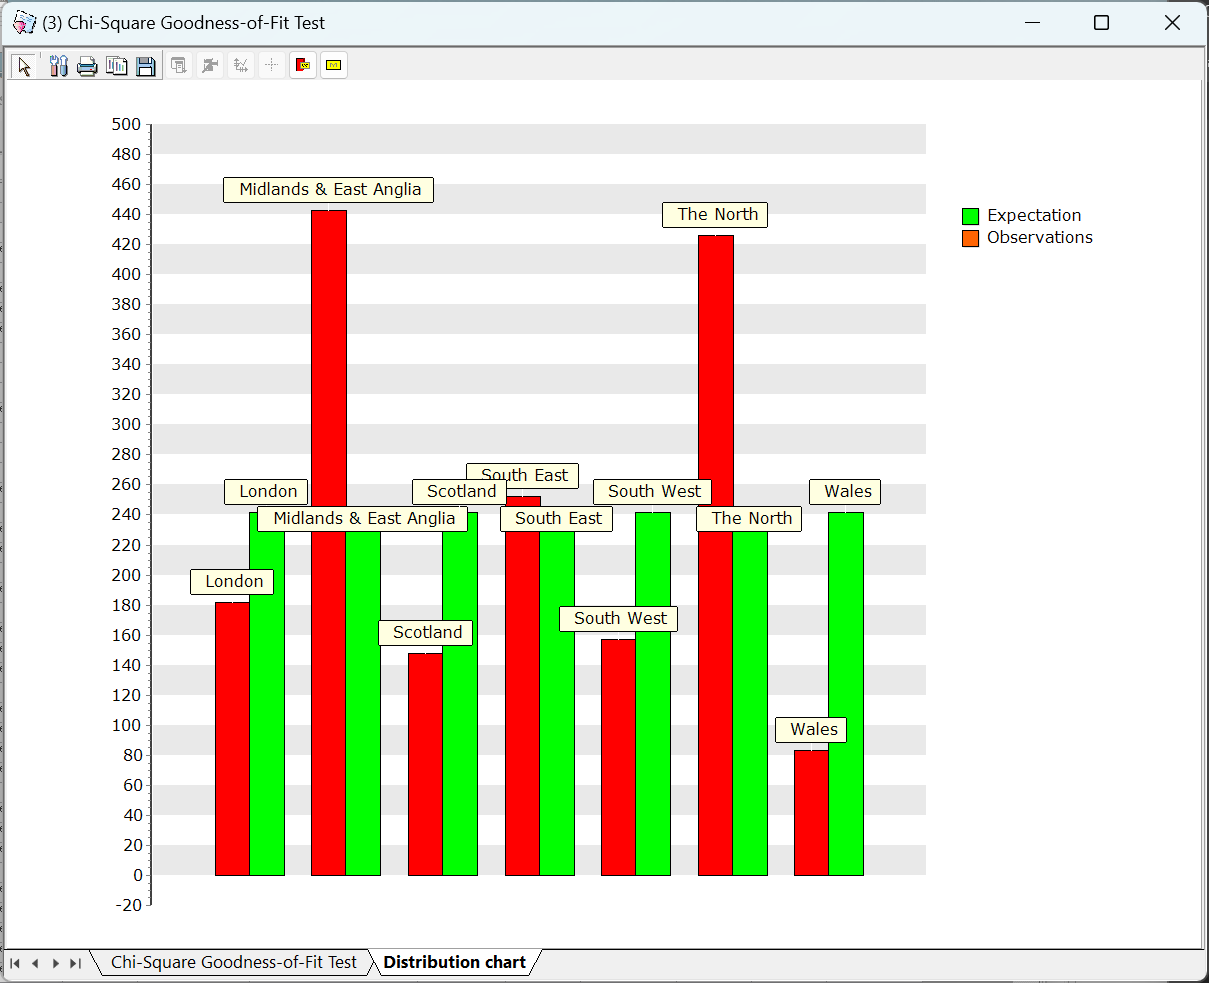 (3) Chi-Square Goodness-of-Fit Test
500
480
460
440
420
400
380
360
340
320
300
280
260
240
220
200
180
160
140
120
100
80
60
40
20
0
-20
Midlands & East Anglia
The North
South East
London
Scotland
South West
Wales
Midlands & East Anglia
South East
The North
London
South West
Scotland
Wales
Expectation
Observations
Chi-Square Goodness-of-Fit Test
Distribution chart